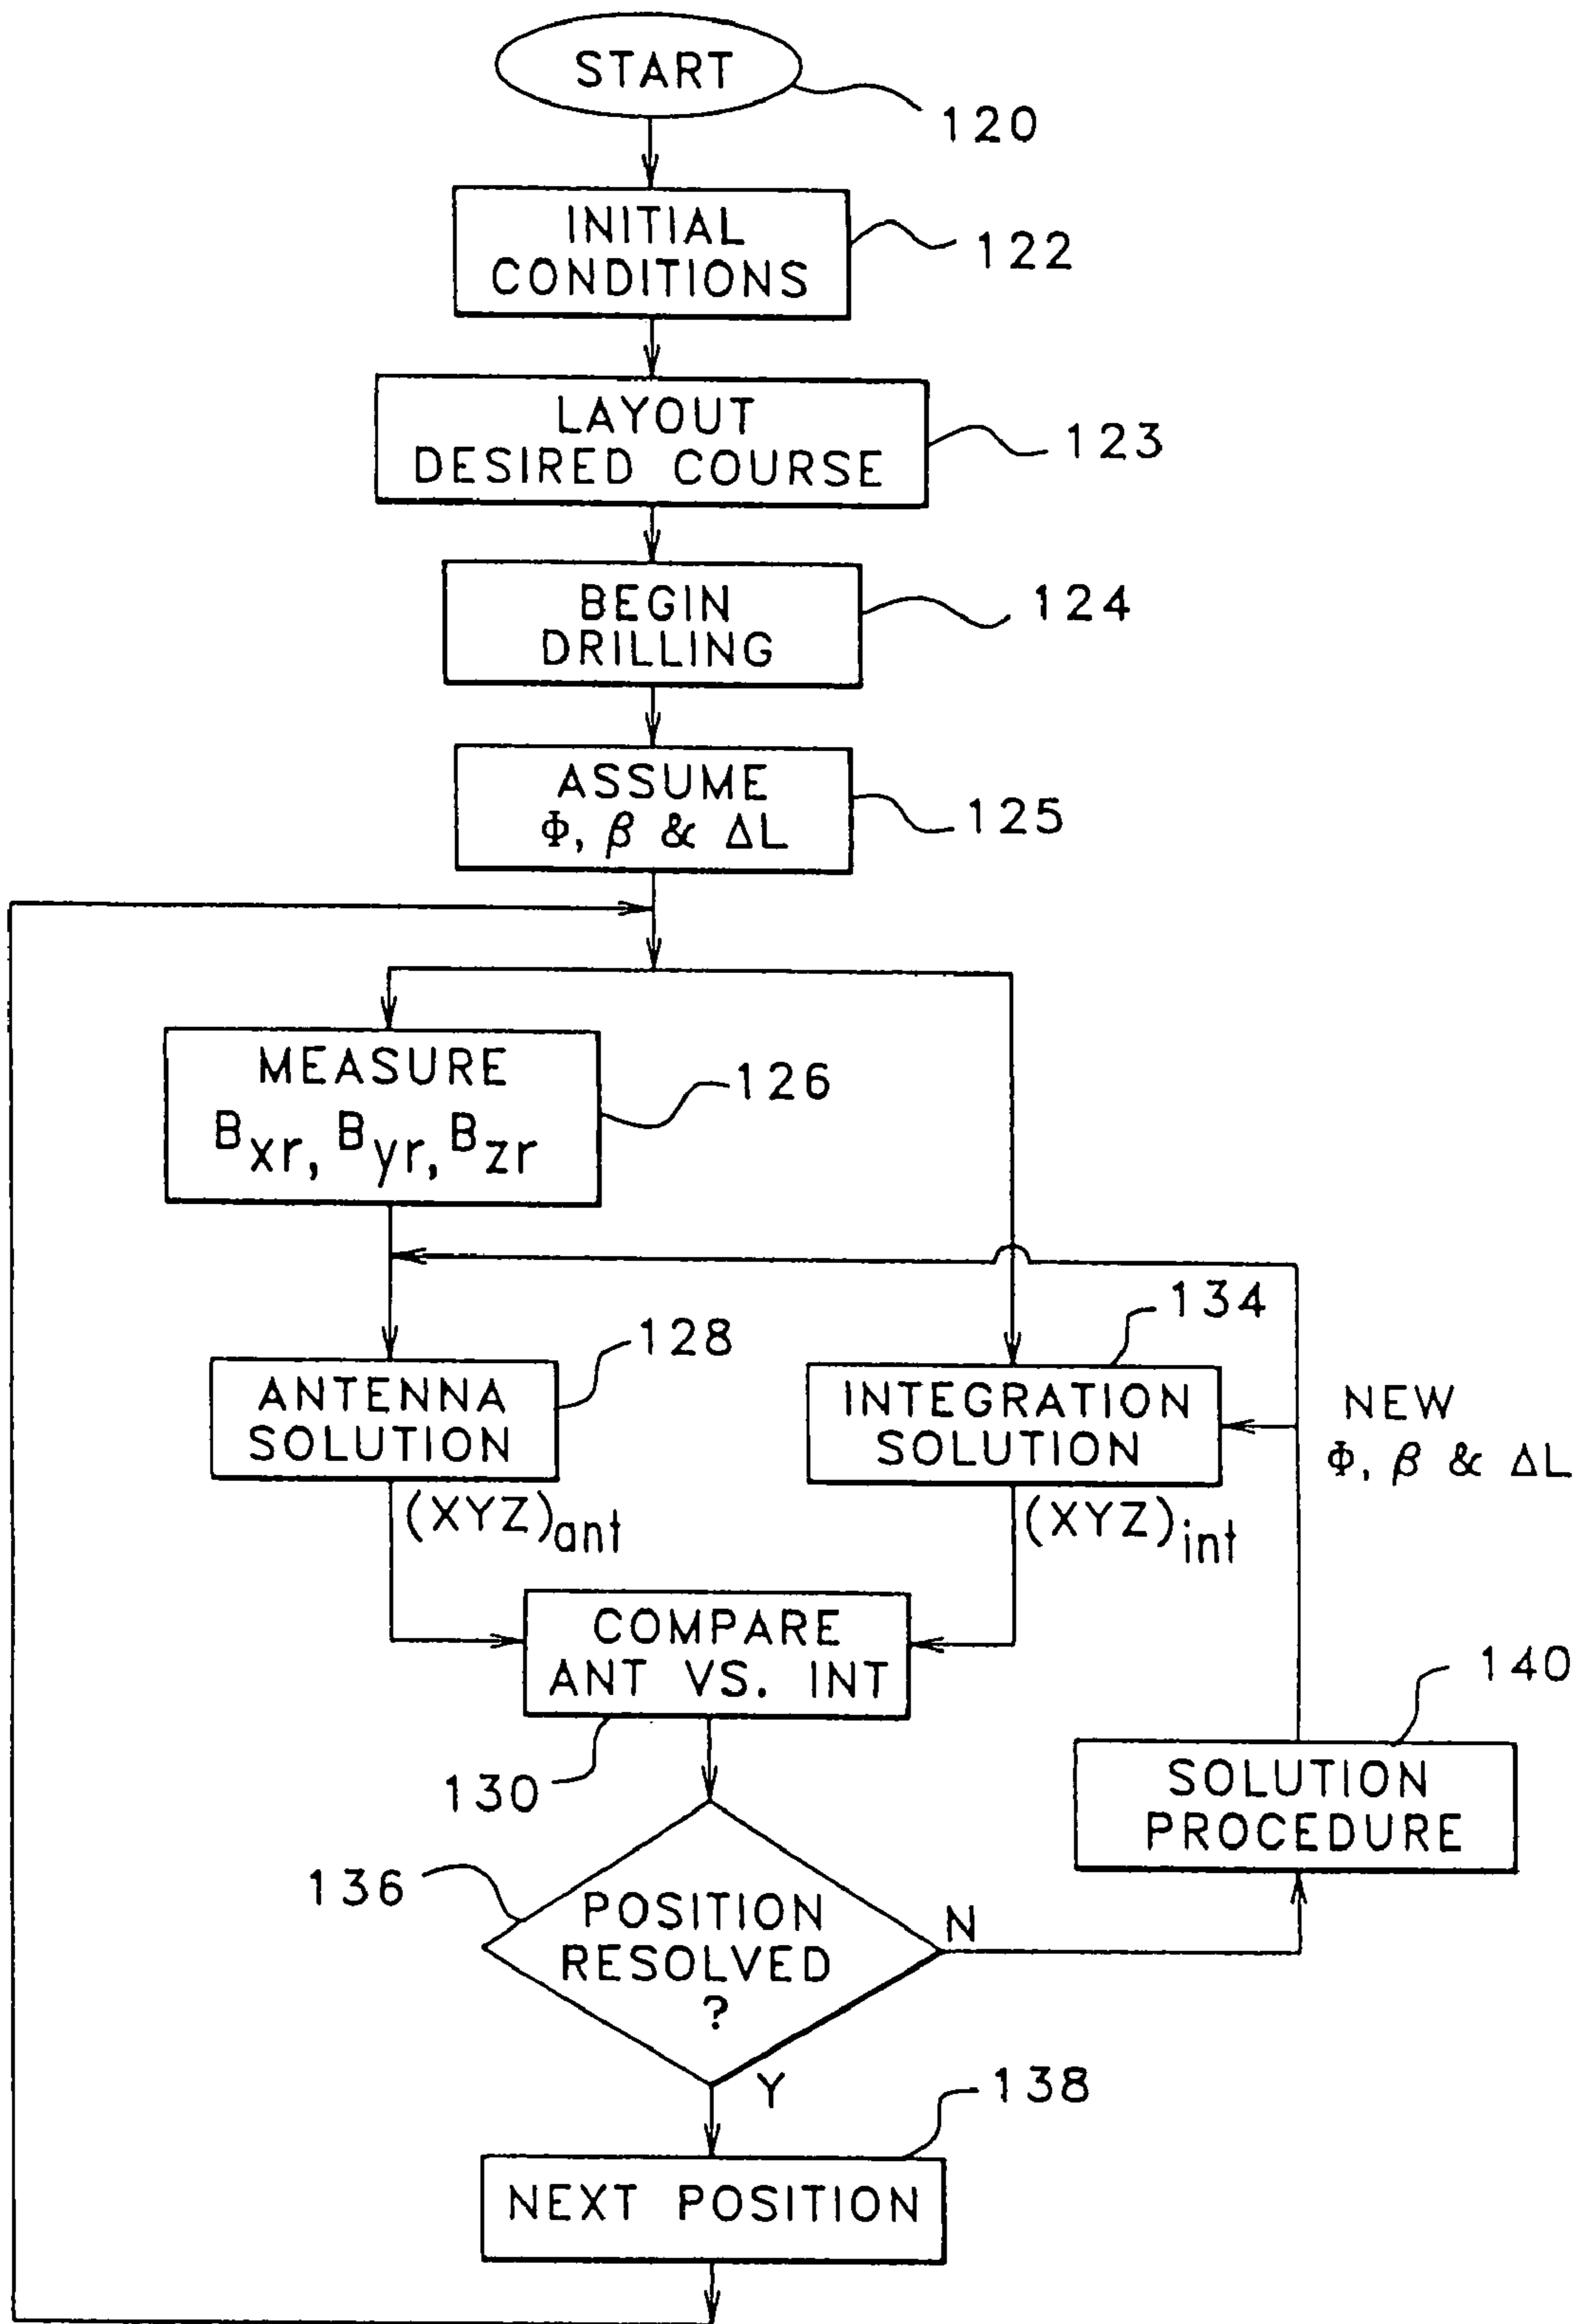 START
120
INITIAL
CONDITIONS
122
LAYOUT
DESIRED COURSE
123
BEGIN
DRILLING
124
ASSUME
Φ, β & ΔL
125
MEASURE
Bxr, Byr, Bzr
126
ANTENNA
SOLUTION
128
INTEGRATION
SOLUTION
134
NEW
Φ, β & ΔL
(XYZ)ant
(XYZ)int
COMPARE
ANT VS. INT
130
SOLUTION
PROCEDURE
140
POSITION
RESOLVED
?
136
N
Y
NEXT POSITION
138